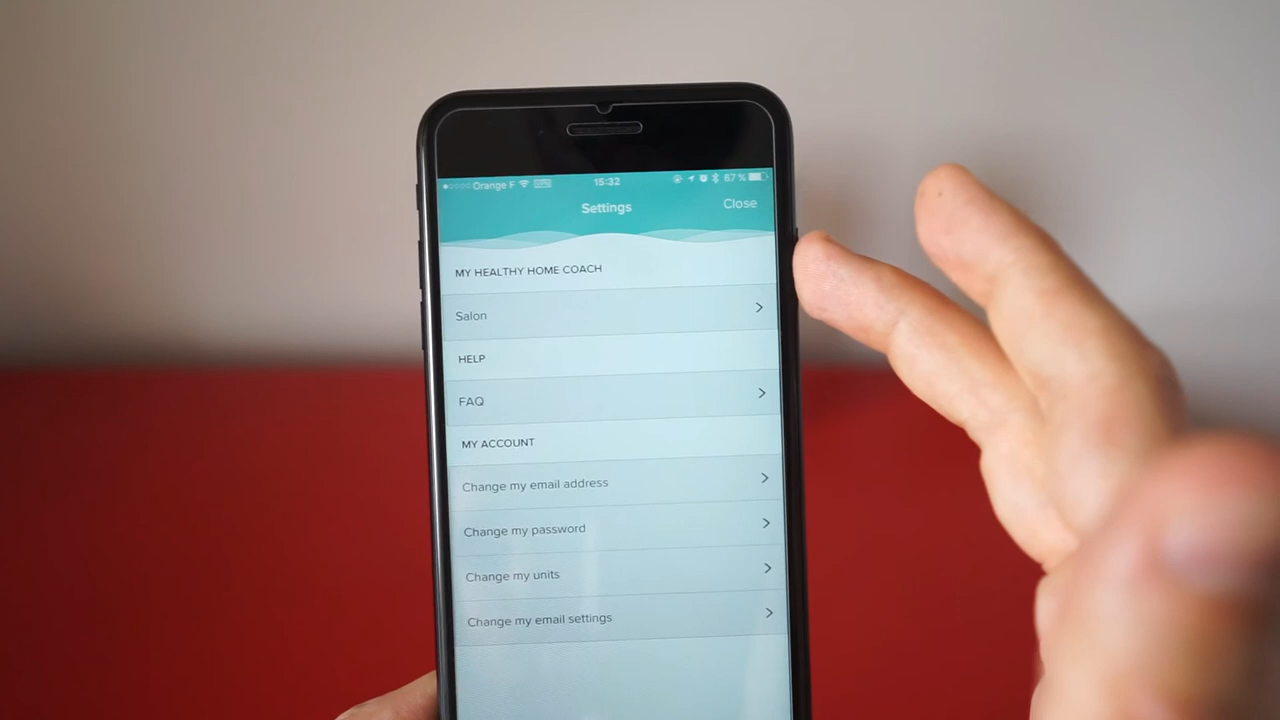 Orange F VPN 15:32 67 %
Settings Close
MY HEALTHY HOME COACH
Salon
HELP
FAQ
MY ACCOUNT
Change my email address
Change my password
Change my units
Change my email settings